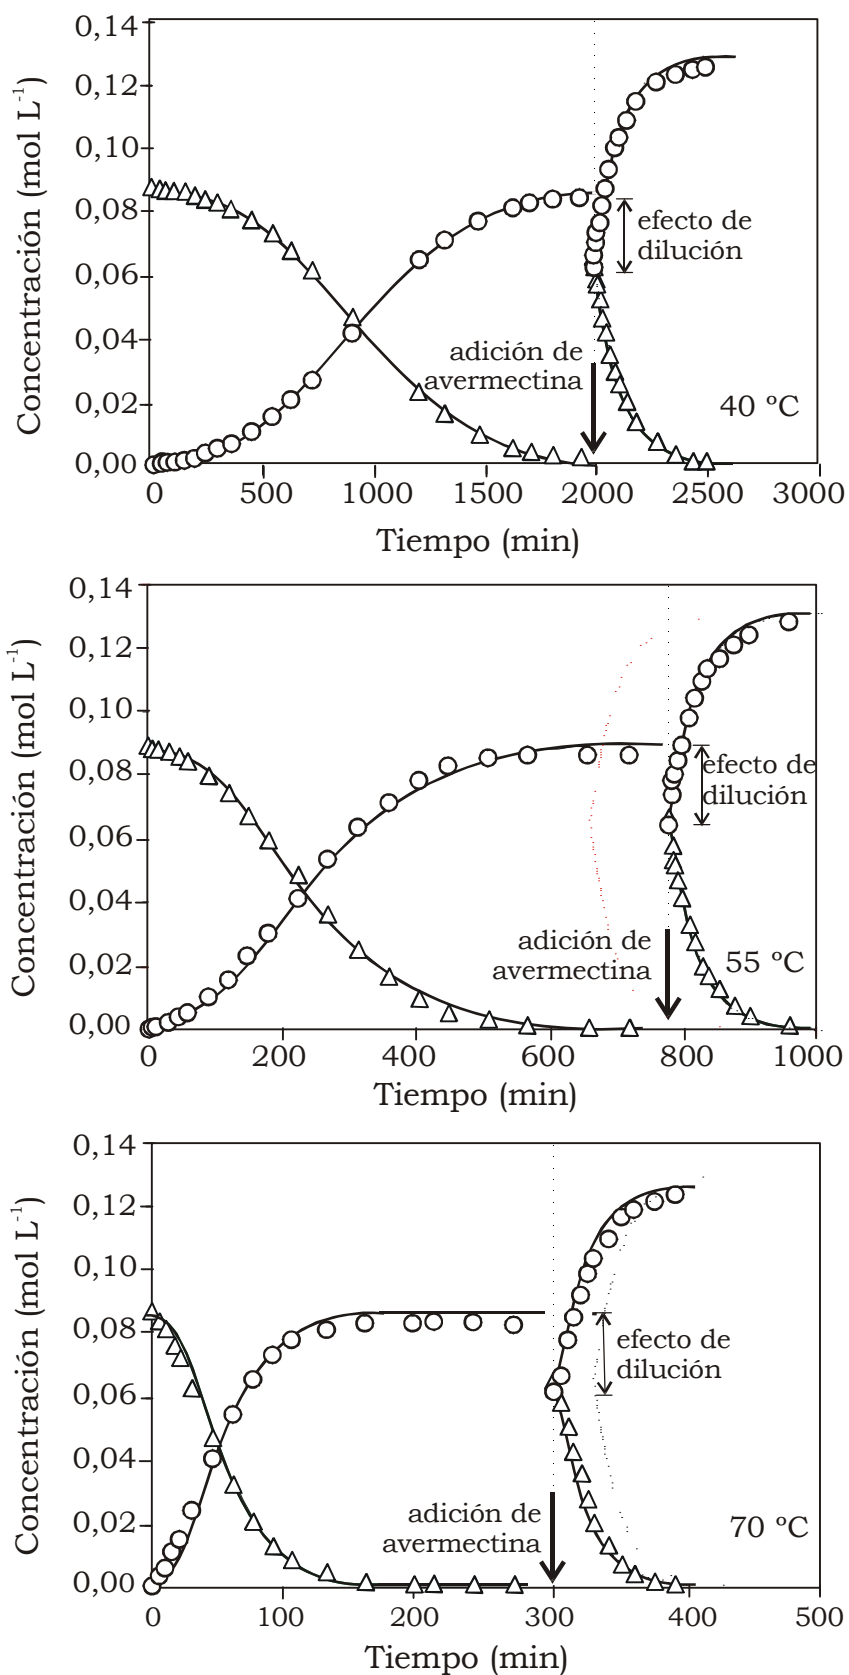 0,14
0,12
0,10
0,08
0,06
0,04
0,02
0,00
Concentración (mol L⁻¹)
efecto de
dilución
adición de
avermectina
40 ºC
0 500 1000 1500 2000 2500 3000
Tiempo (min)
0,14
0,12
0,10
0,08
0,06
0,04
0,02
0,00
Concentración (mol L⁻¹)
efecto de
dilución
adición de
avermectina
55 ºC
0 200 400 600 800 1000
Tiempo (min)
0,14
0,12
0,10
0,08
0,06
0,04
0,02
0,00
Concentración (mol L⁻¹)
efecto de
dilución
adición de
avermectina
70 ºC
0 100 200 300 400 500
Tiempo (min)